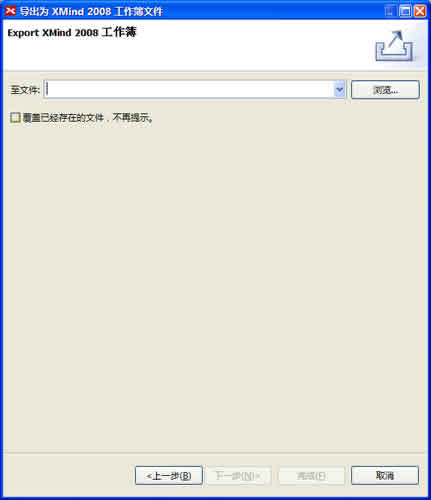 导出为 XMind 2008 工作簿文件
Export XMind 2008 工作簿
至文件:
浏览...
覆盖已经存在的文件，不再提示。
<上一步(B)
下一步(N)>
完成(F)
取消